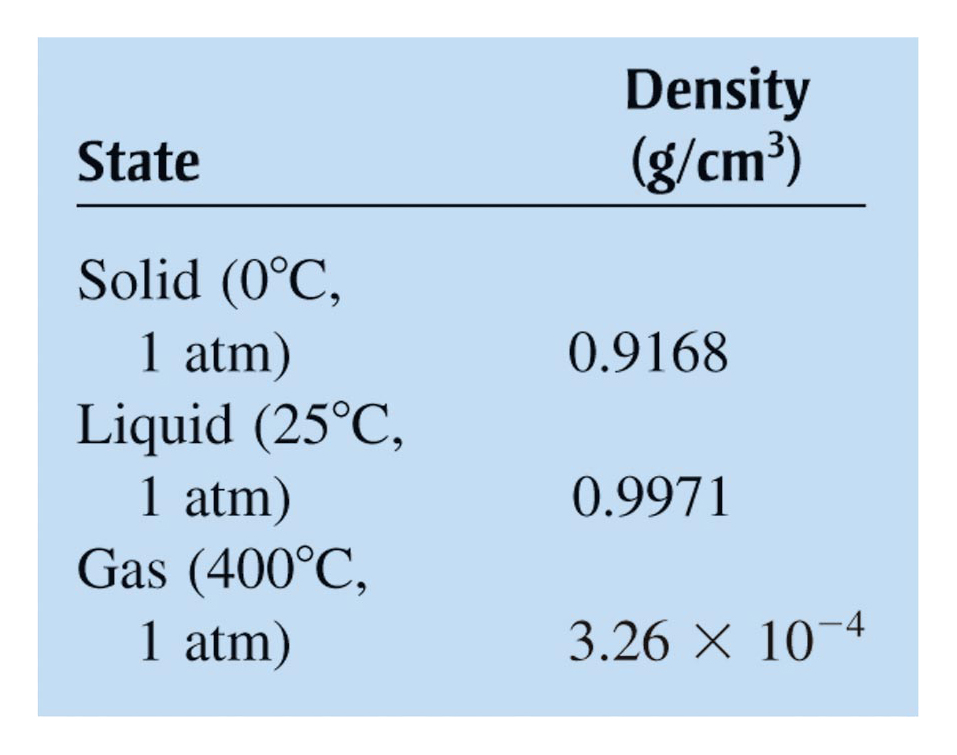 Density
State (g/cm³)
Solid (0°C,
1 atm) 0.9168
Liquid (25°C,
1 atm) 0.9971
Gas (400°C,
1 atm) 3.26 × 10⁻⁴